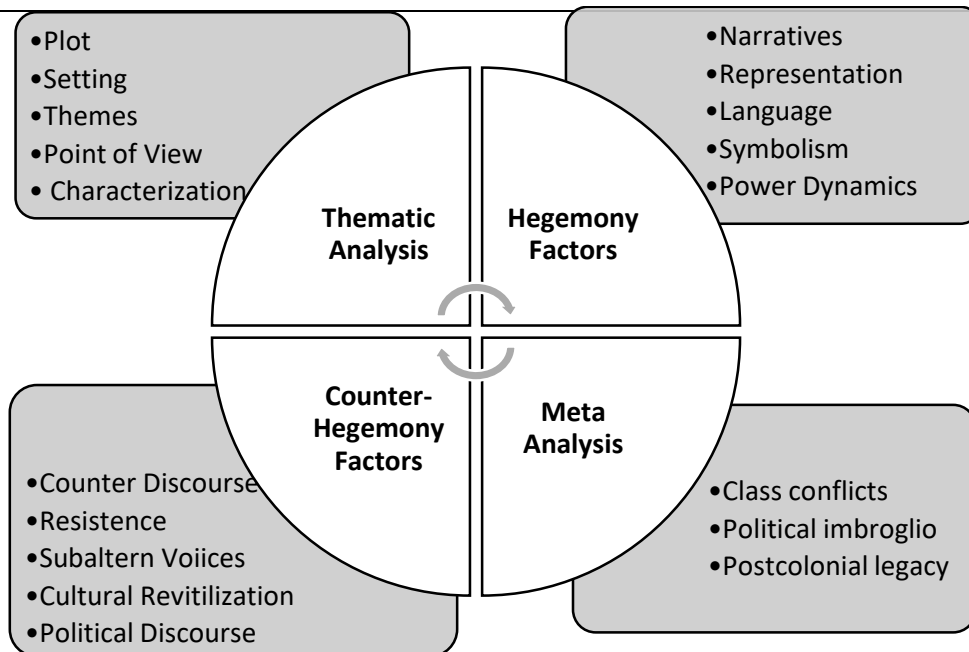 •Plot
•Setting
•Themes
•Point of View
• Characterization
•Narratives
•Representation
•Language
•Symbolism
•Power Dynamics
Thematic
Analysis
Hegemony
Factors
Counter-
Hegemony
Factors
Meta
Analysis
•Counter Discourse
•Resistence
•Subaltern Voiices
•Cultural Revitilization
•Political Discourse
•Class conflicts
•Political imbroglio
•Postcolonial legacy